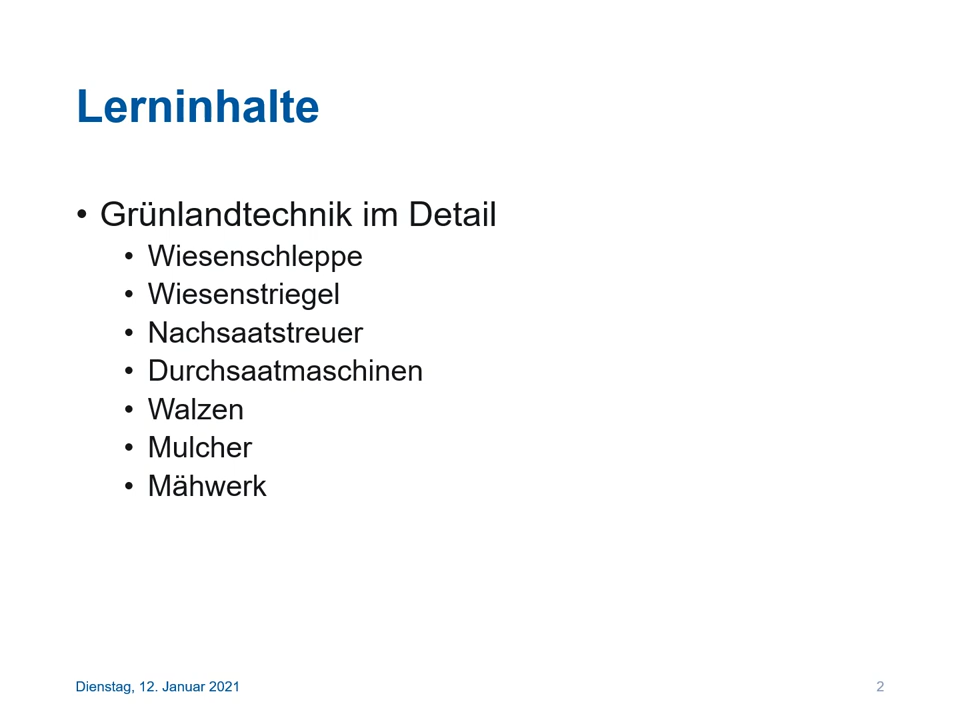 Lerninhalte
• Grünlandtechnik im Detail
• Wiesenschleppe
• Wiesenstriegel
• Nachsaatstreuer
• Durchsaatmaschinen
• Walzen
• Mulcher
• Mähwerk
Dienstag, 12. Januar 2021
2